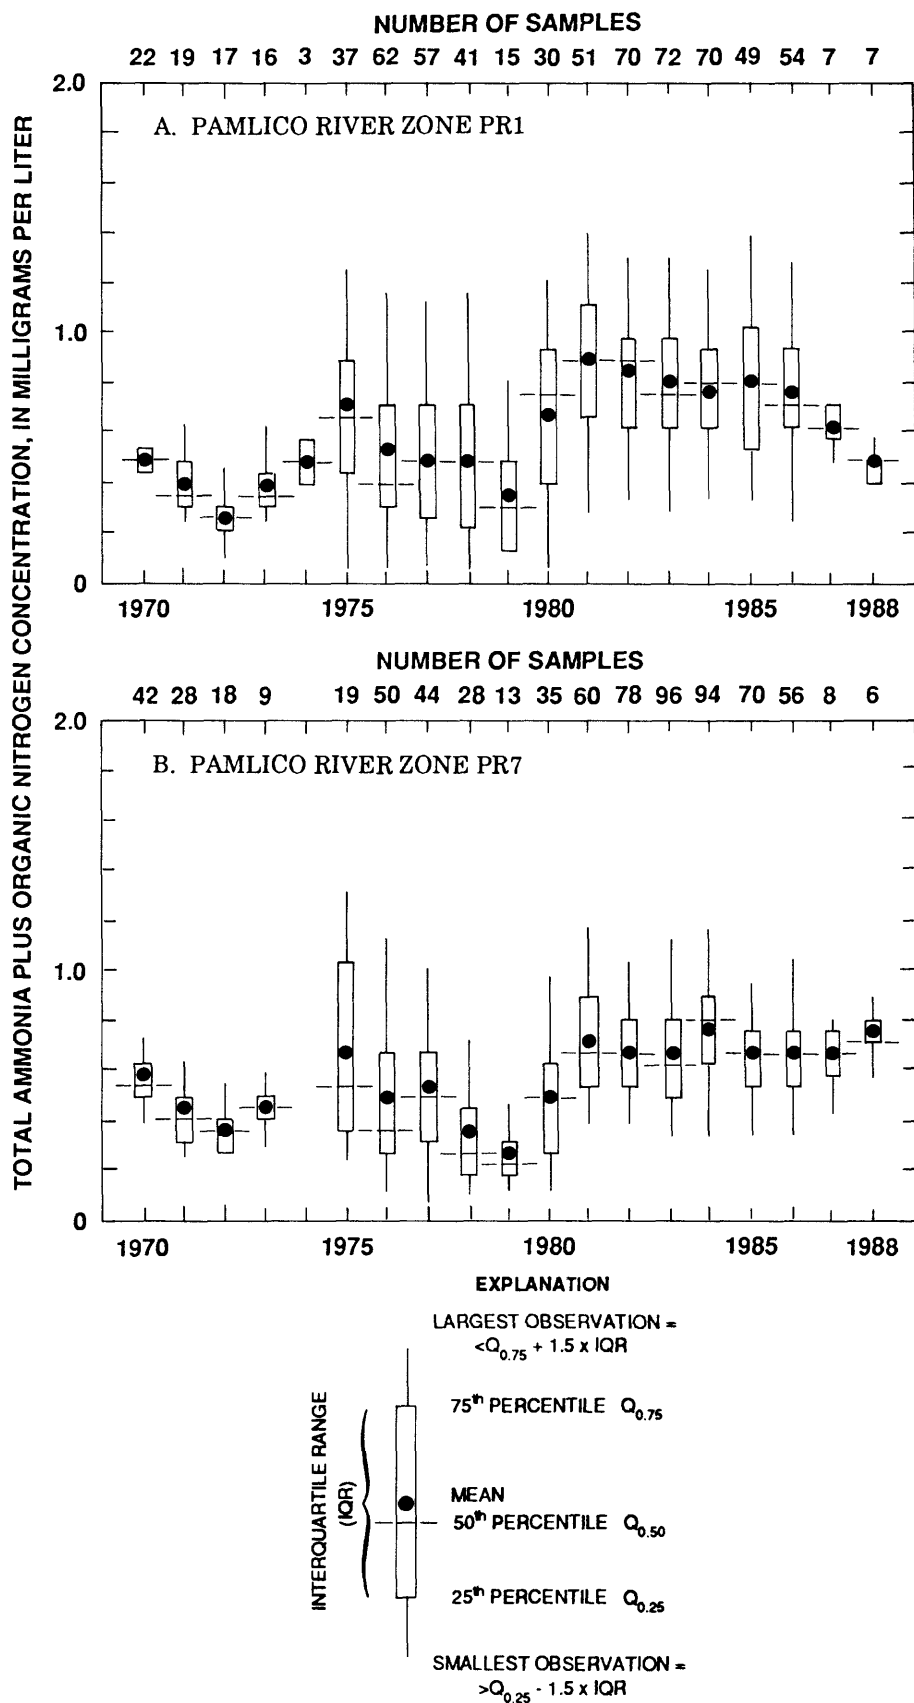 NUMBER OF SAMPLES
22 19 17 16 3 37 62 57 41 15 30 51 70 72 70 49 54 7 7
TOTAL AMMONIA PLUS ORGANIC NITROGEN CONCENTRATION, IN MILLIGRAMS PER LITER
2.0
A. PAMLICO RIVER ZONE PR1
1.0
0
1970 1975 1980 1985 1988
NUMBER OF SAMPLES
42 28 18 9 19 50 44 28 13 35 60 78 96 94 70 56 8 6
2.0
B. PAMLICO RIVER ZONE PR7
1.0
0
1970 1975 1980 1985 1988
EXPLANATION
LARGEST OBSERVATION =
<Q0.75 + 1.5 x IQR
75th PERCENTILE Q0.75
INTERQUARTILE RANGE
(IQR)
MEAN
50th PERCENTILE Q0.50
25th PERCENTILE Q0.25
SMALLEST OBSERVATION =
>Q0.25 - 1.5 x IQR